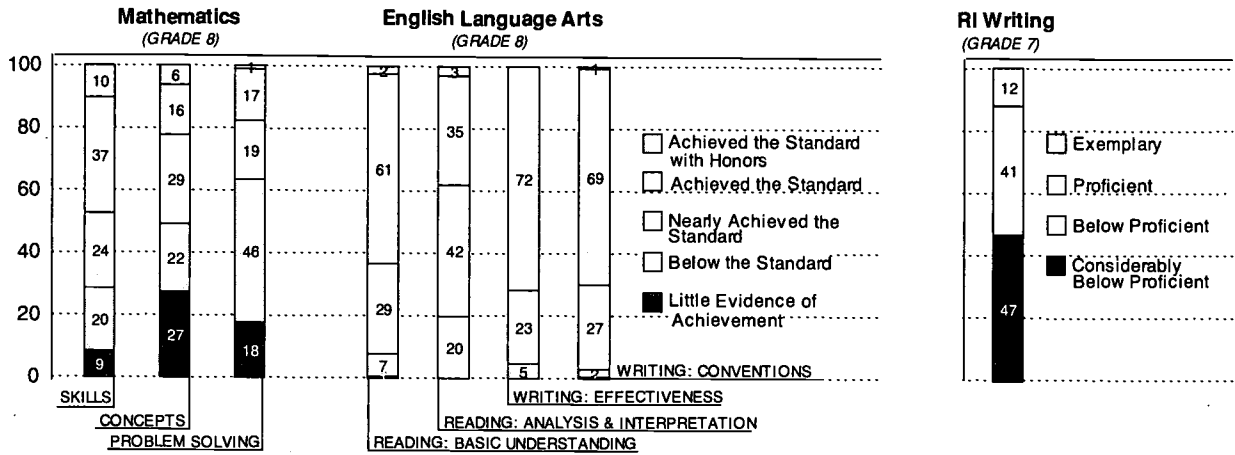 Mathematics
(GRADE 8)
English Language Arts
(GRADE 8)
RI Writing
(GRADE 7)
100
80
60
40
20
0
10
37
24
20
9
6
16
29
22
27
1
17
19
46
18
2
61
29
7
3
35
42
20
72
23
5
1
69
27
2
Achieved the Standard
with Honors
Achieved the Standard
Nearly Achieved the
Standard
Below the Standard
Little Evidence of
Achievement
12
41
47
Exemplary
Proficient
Below Proficient
Considerably
Below Proficient
SKILLS
CONCEPTS
PROBLEM SOLVING
WRITING: CONVENTIONS
WRITING: EFFECTIVENESS
READING: ANALYSIS & INTERPRETATION
READING: BASIC UNDERSTANDING